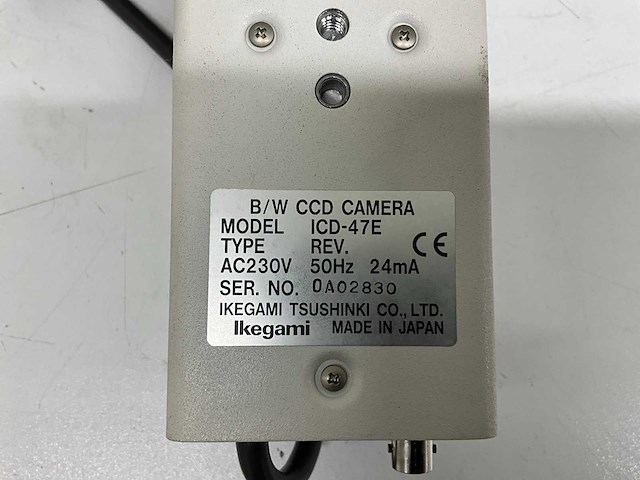 B/W CCD CAMERA
MODEL ICD-47E
TYPE REV. CE
AC230V 50Hz 24mA
SER. NO. 0A02830
IKEGAMI TSUSHINKI CO., LTD.
Ikegami MADE IN JAPAN